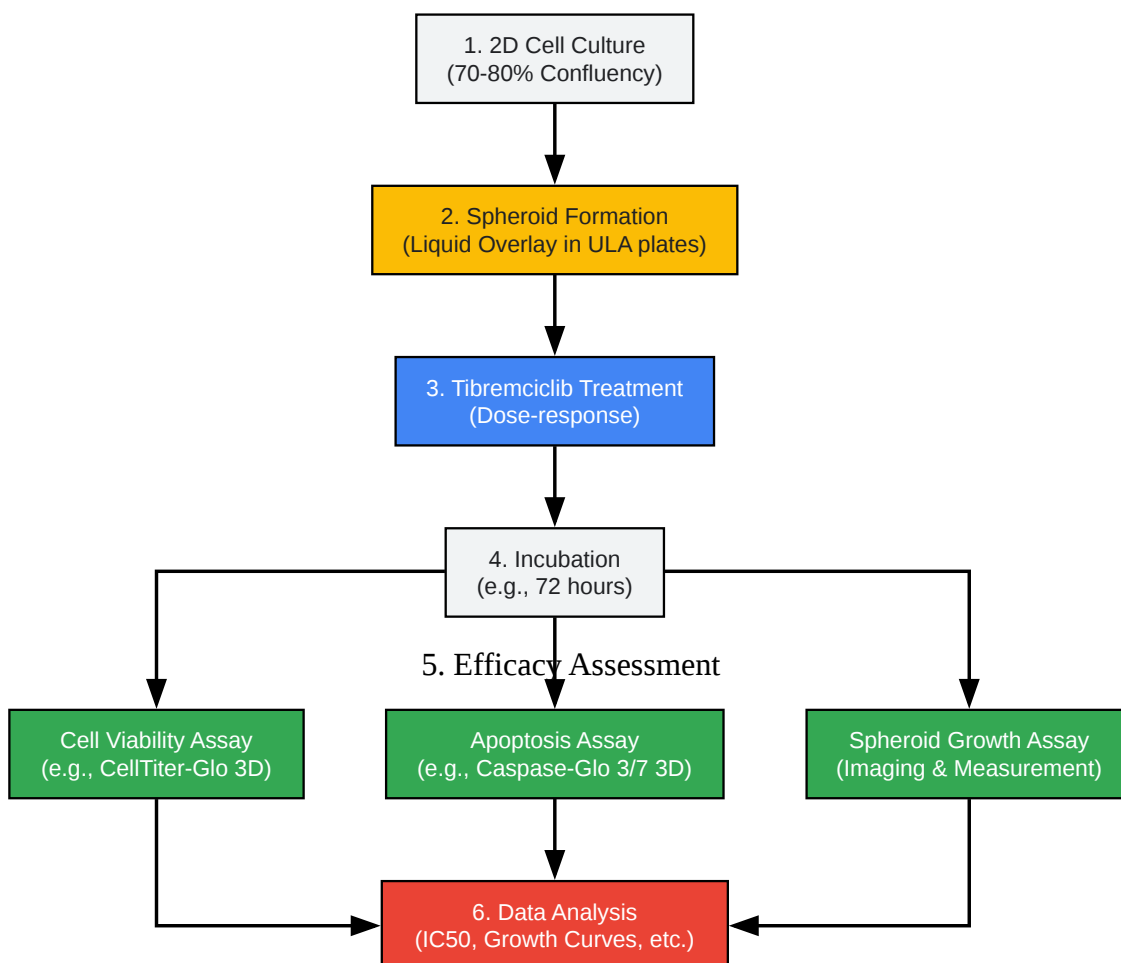 1. 2D Cell Culture
(70-80% Confluency)
2. Spheroid Formation
(Liquid Overlay in ULA plates)
3. Tibremciclib Treatment
(Dose-response)
4. Incubation
(e.g., 72 hours)
5. Efficacy Assessment
Cell Viability Assay
(e.g., CellTiter-Glo 3D)
Apoptosis Assay
(e.g., Caspase-Glo 3/7 3D)
Spheroid Growth Assay
(Imaging & Measurement)
6. Data Analysis
(IC50, Growth Curves, etc.)